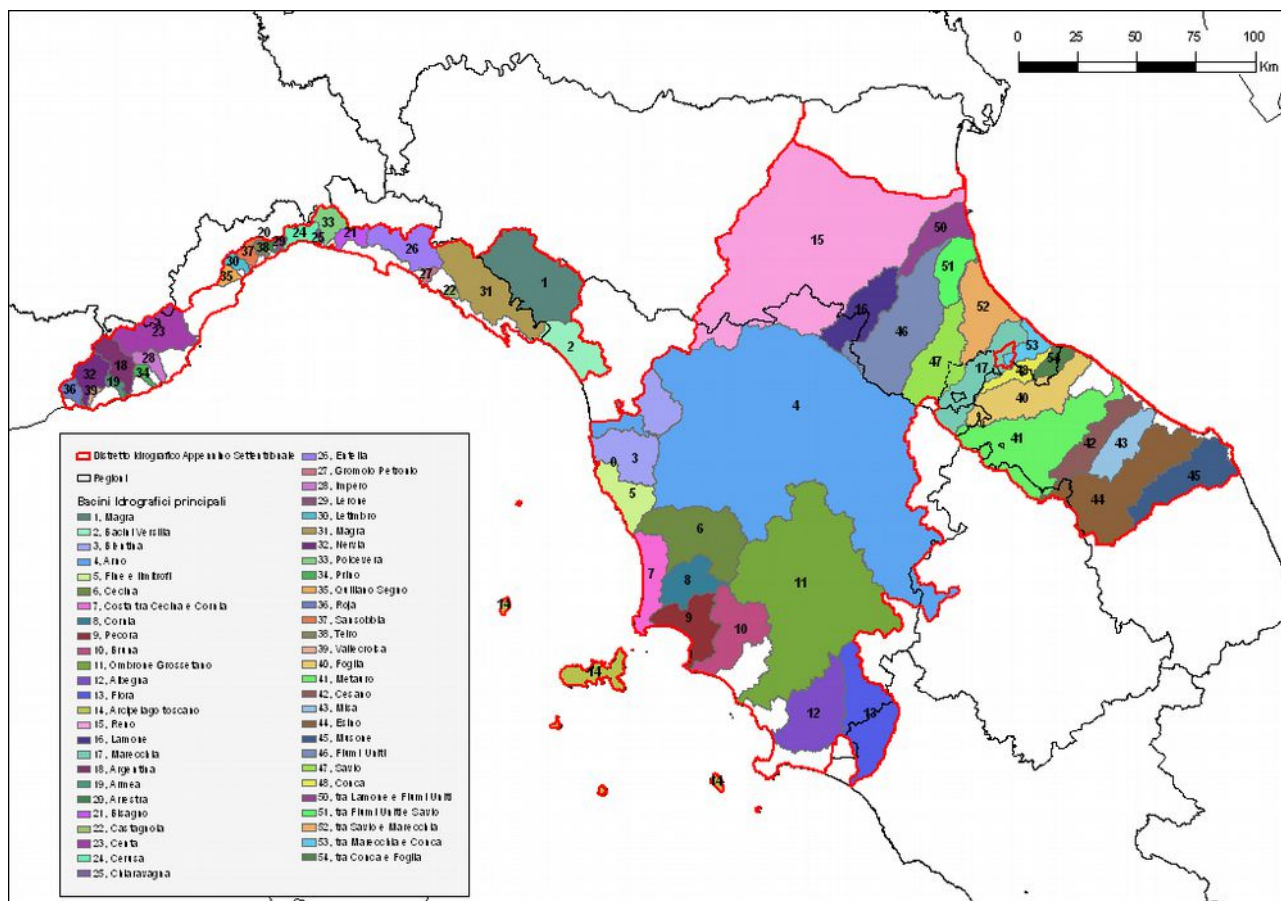 0 25 50 75 100
Km
Distretto Idrografico Appennino Settentrionale
Regioni
Bacini Idrografici principali
1, Magra
2, Bacini Versilia
3, Bientina
4, Arno
5, Fine e limitrofi
6, Cecina
7, Costa tra Cecina e Cornia
8, Cornia
9, Pecora
10, Bruna
11, Ombrone Grossetano
12, Albegna
13, Fiora
14, Arcipelago toscano
15, Reno
16, Lamone
17, Marecchia
18, Argentina
19, Armea
20, Arrestra
21, Bisagno
22, Castagnola
23, Centa
24, Cerusa
25, Chiaravagna
26, Entella
27, Gromolo Petronio
28, Impero
29, Lerone
30, Letimbro
31, Magra
32, Nervia
33, Polcevera
34, Prino
35, Quiliano Segno
36, Roja
37, Sansobbia
38, Teiro
39, Vallecrosia
40, Foglia
41, Metauro
42, Cesano
43, Misa
44, Esino
45, Musone
46, Fiumi Uniti
47, Savio
48, Conca
50, tra Lamone e Fiumi Uniti
51, tra Fiumi Uniti e Savio
52, tra Savio e Marecchia
53, tra Marecchia e Conca
54, tra Conca e Foglia
20
33
24
25
21
37
38
29
26
30
35
27
22
31
1
2
23
28
18
32
19
34
36
39
15
50
51
16
46
52
47
53
17
48
54
40
41
42
43
44
45
4
3
0
5
6
7
8
11
9
10
12
13
14
14
14